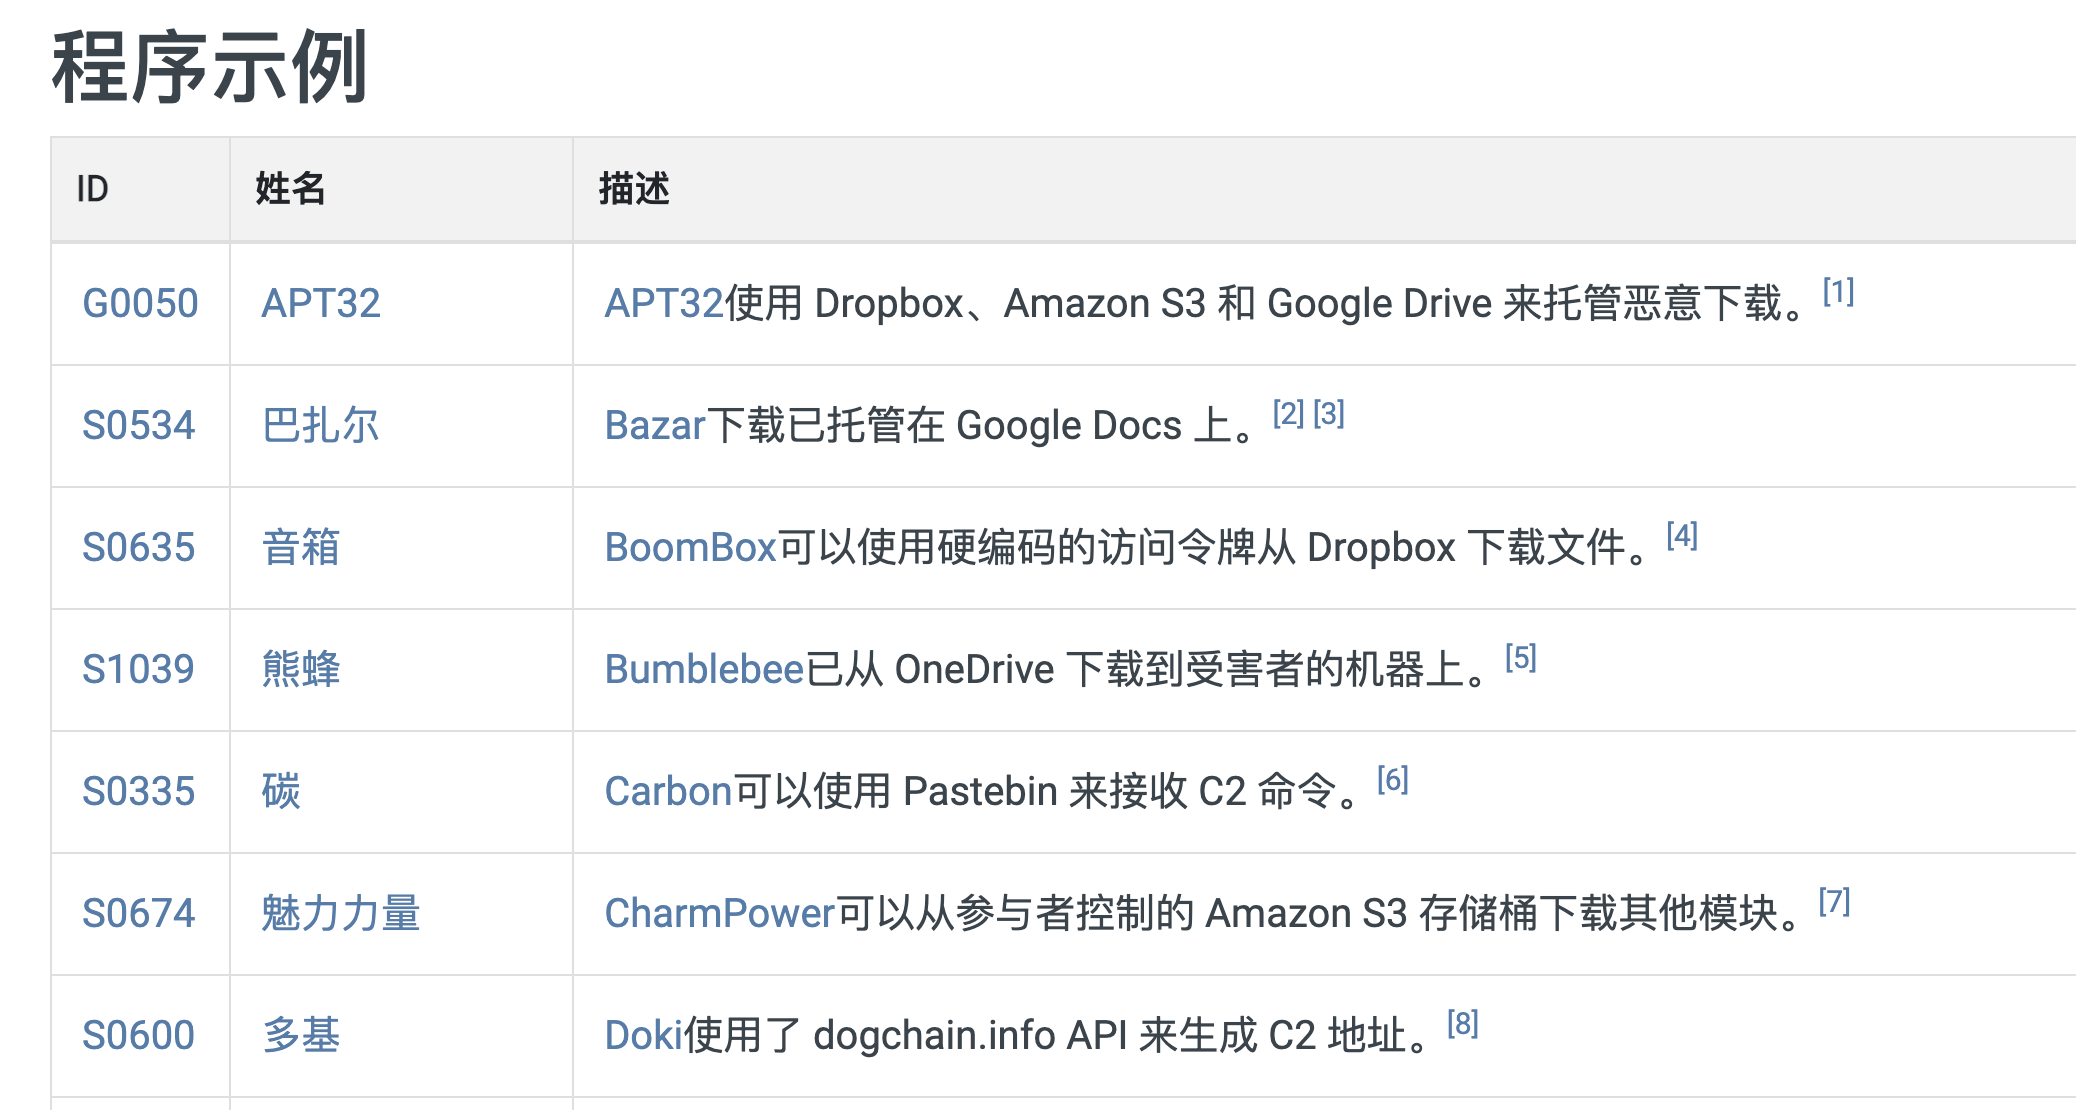 程序示例
ID 姓名 描述
G0050 APT32 APT32使用 Dropbox、Amazon S3 和 Google Drive 来托管恶意下载。[1]
S0534 巴扎尔 Bazar下载已托管在 Google Docs 上。[2] [3]
S0635 音箱 BoomBox可以使用硬编码的访问令牌从 Dropbox 下载文件。[4]
S1039 熊蜂 Bumblebee已从 OneDrive 下载到受害者的机器上。[5]
S0335 碳 Carbon可以使用 Pastebin 来接收 C2 命令。[6]
S0674 魅力力量 CharmPower可以从参与者控制的 Amazon S3 存储桶下载其他模块。[7]
S0600 多基 Doki使用了 dogchain.info API 来生成 C2 地址。[8]